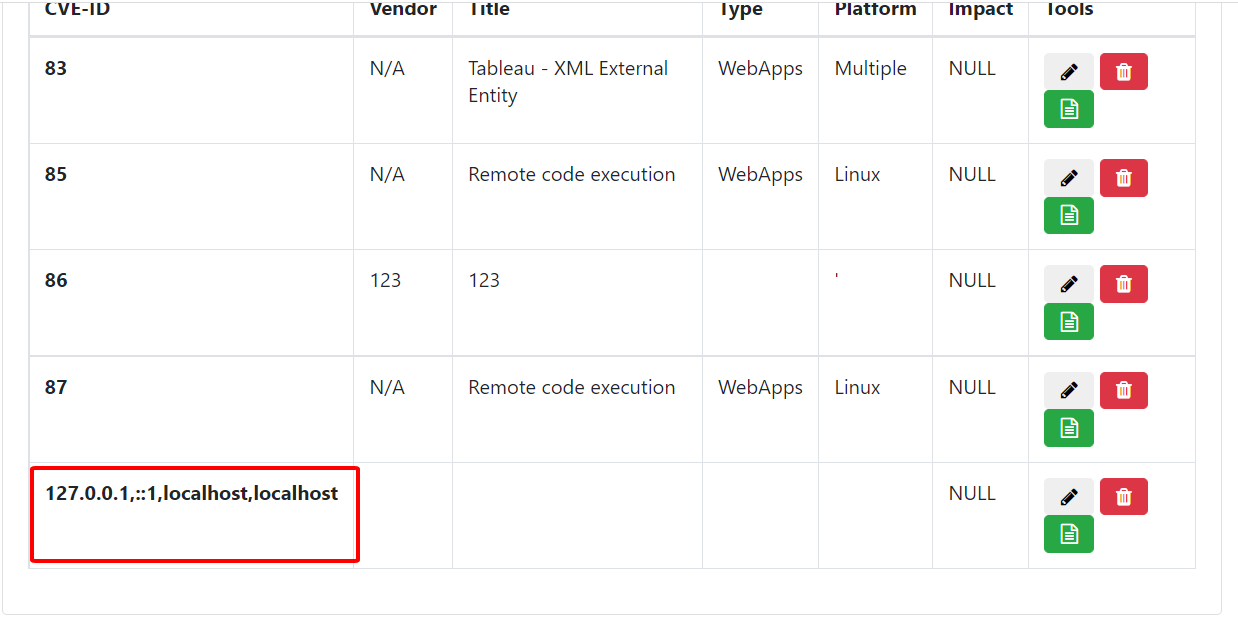 CVE-ID Vendor Title Type Platform Impact Tools
83 N/A Tableau - XML External WebApps Multiple NULL
Entity
85 N/A Remote code execution WebApps Linux NULL
86 123 123 ' NULL
87 N/A Remote code execution WebApps Linux NULL
127.0.0.1,::1,localhost,localhost NULL